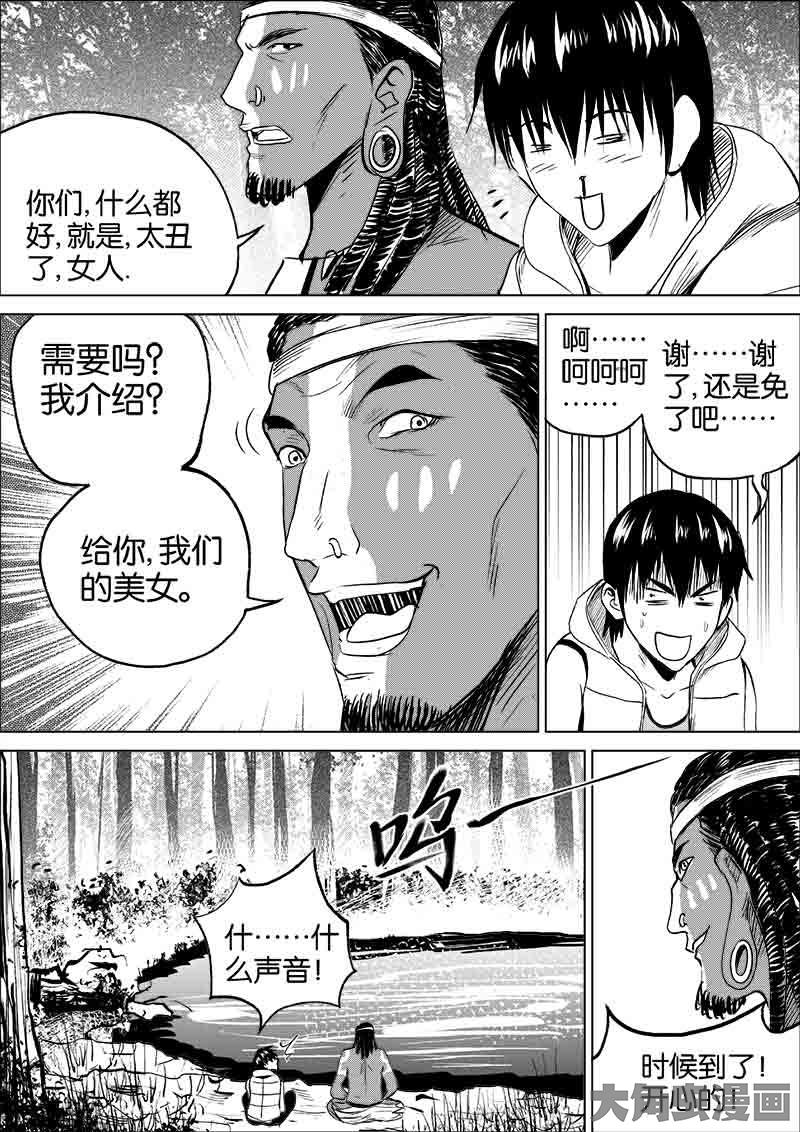 你们,什么都
好,就是,太丑
了,女人.
需要吗?
我介绍?
给你,我们
的美女。
啊……
呵呵呵
……
谢……谢
了,还是免
了吧……
呜——
什……什
么声音!
时候到了!
开心的!
大角虫漫画